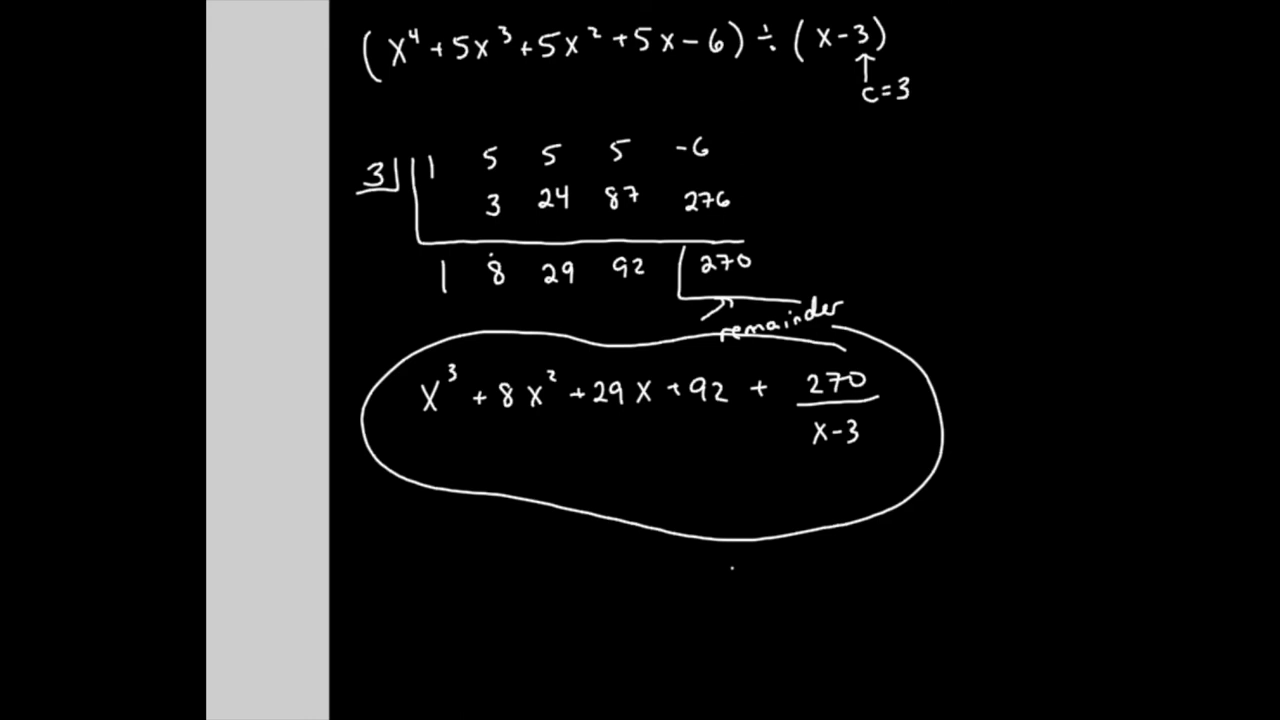 (x⁴ + 5x³ + 5x² + 5x - 6) ÷ (x - 3)
↑
c = 3
3 | 1 5 5 5 -6
3 24 87 276
1 8 29 92 | 270
remainder
x³ + 8x² + 29x + 92 + 270/(x - 3)